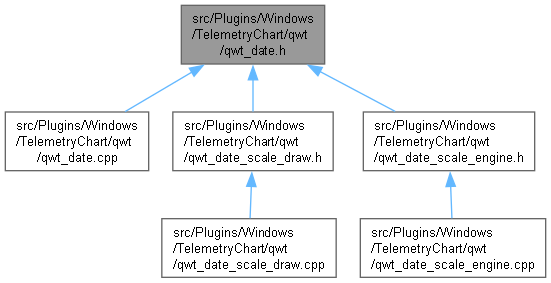 src/Plugins/Windows
/TelemetryChart/qwt
/qwt_date.h
src/Plugins/Windows
/TelemetryChart/qwt
/qwt_date.cpp
src/Plugins/Windows
/TelemetryChart/qwt
/qwt_date_scale_draw.h
src/Plugins/Windows
/TelemetryChart/qwt
/qwt_date_scale_engine.h
src/Plugins/Windows
/TelemetryChart/qwt
/qwt_date_scale_draw.cpp
src/Plugins/Windows
/TelemetryChart/qwt
/qwt_date_scale_engine.cpp